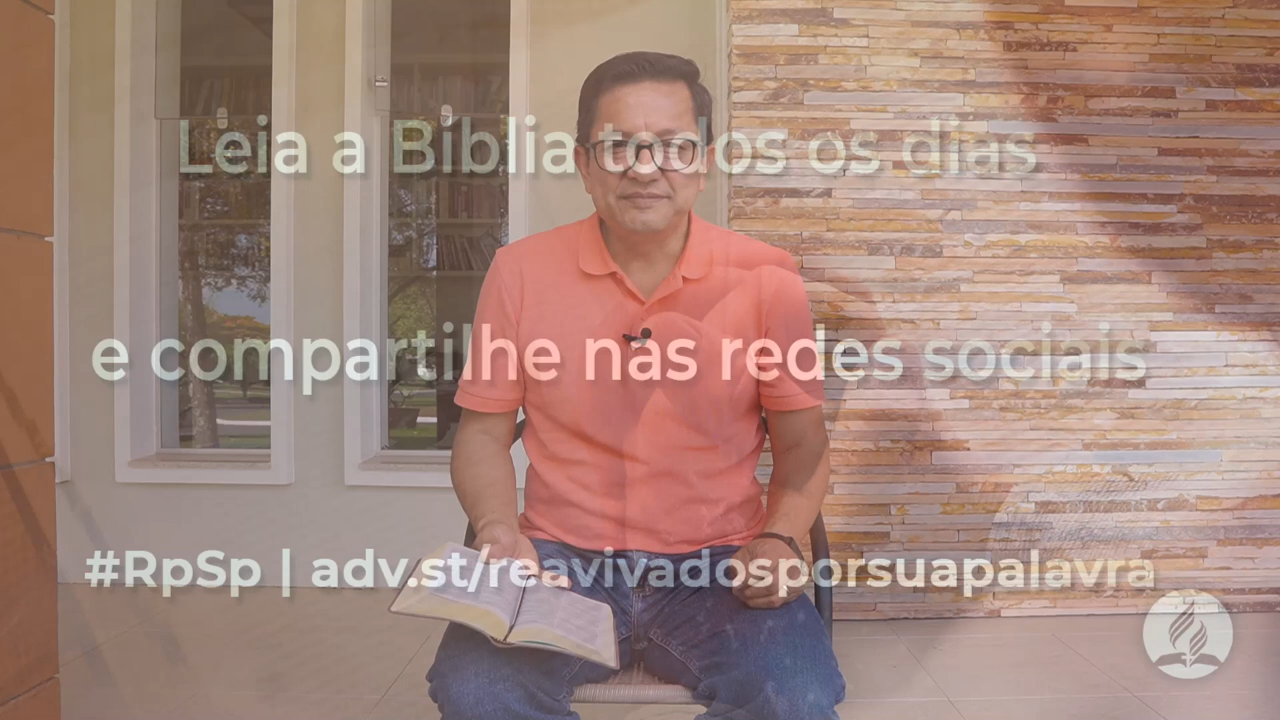 Leia a Bíblia todos os dias
e compartilhe nas redes sociais
#RpSp | adv.st/reavivadosporsuapalavra